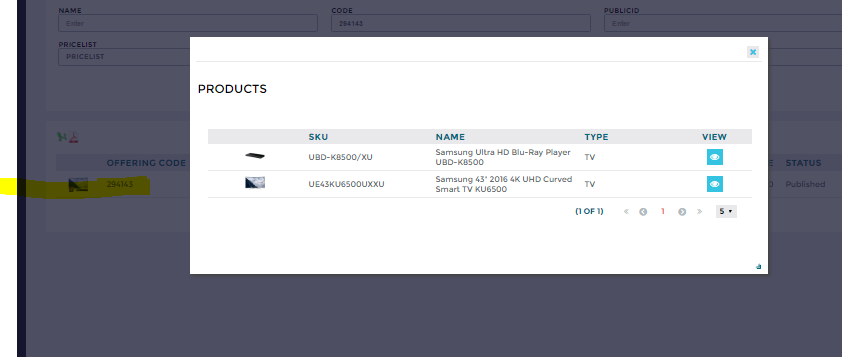 NAME
CODE
PUBLICID
Enter
294143
Enter
PRICELIST
PRICELIST
PRODUCTS
SKU
NAME
TYPE
VIEW
UBD-K8500/XU
Samsung Ultra HD Blu-Ray Player
UBD-K8500
TV
UE43KU6500UXXU
Samsung 43" 2016 4K UHD Curved
Smart TV KU6500
TV
(1 OF 1)
«
1
»
5
OFFERING CODE
STATUS
294143
Published